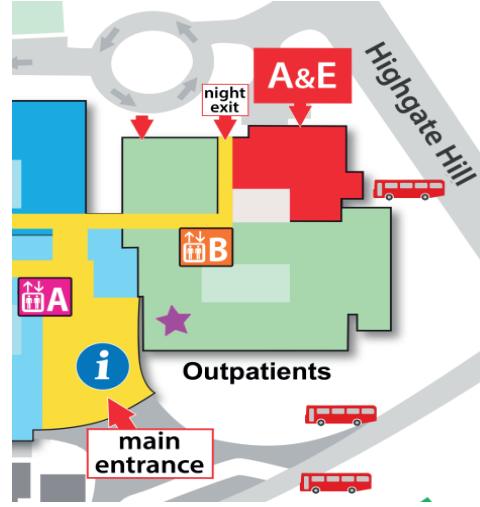 Highgate Hill
A&E
night
exit
B
A
i
Outpatients
main
entrance